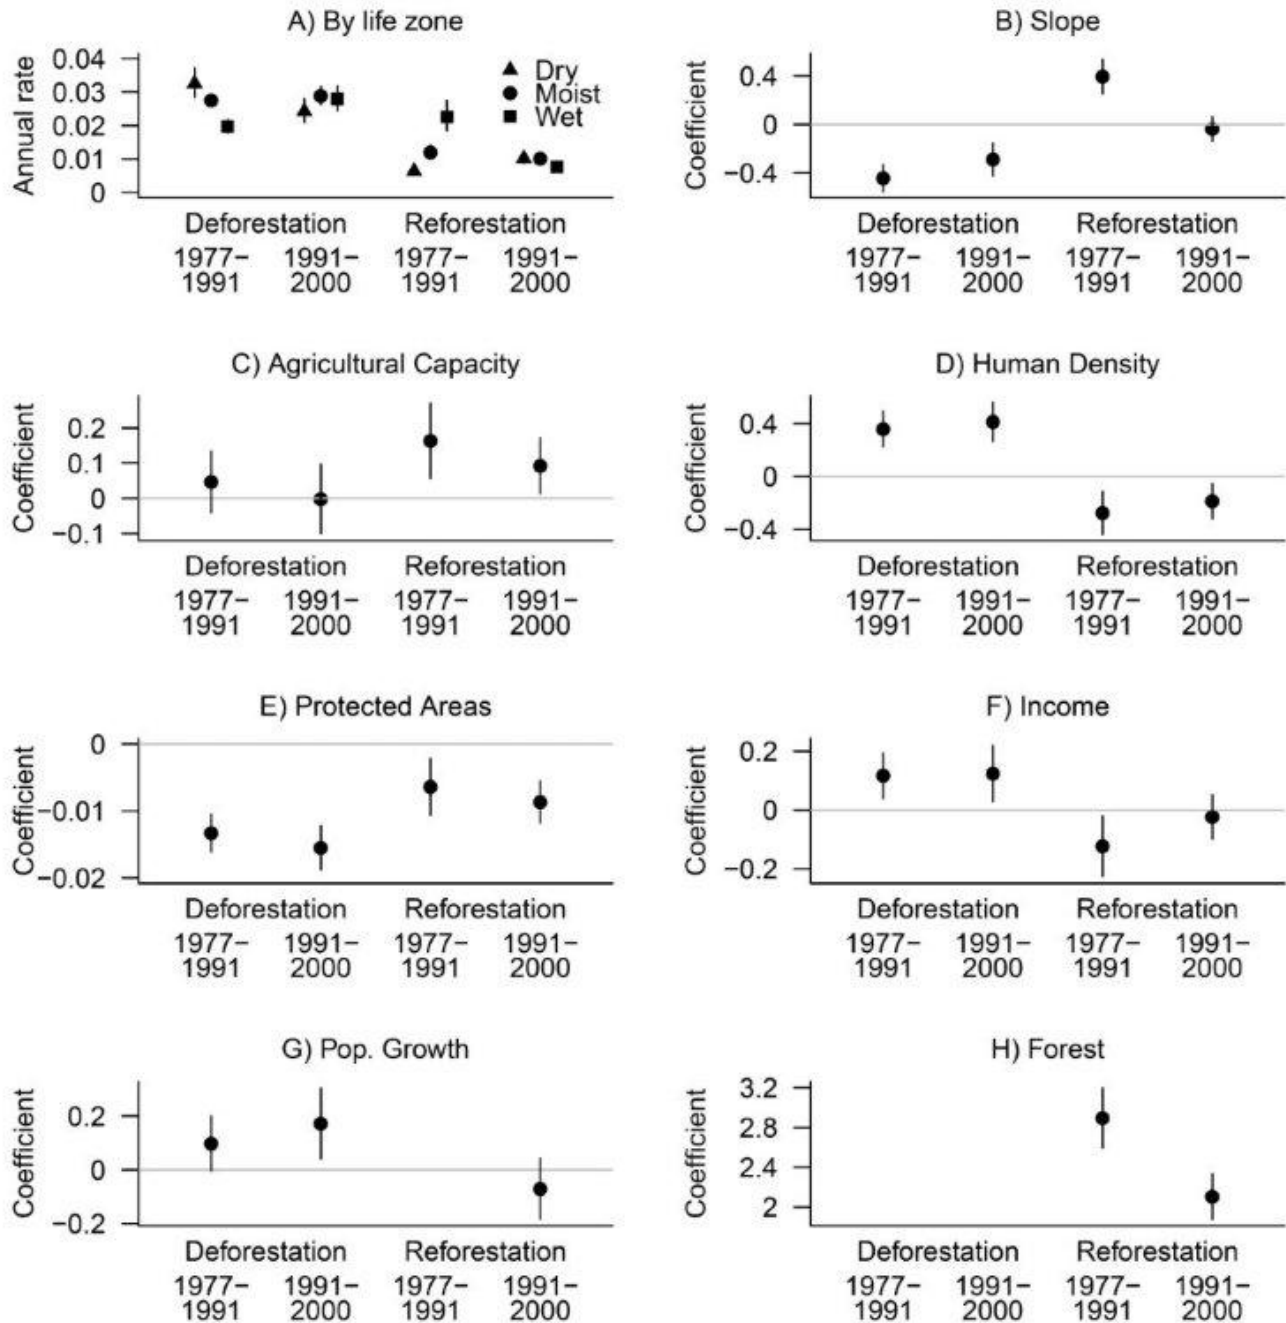 A) By life zone
Annual rate
0.04
0.03
0.02
0.01
0
Dry
Moist
Wet
Deforestation Reforestation
1977– 1991– 1977– 1991–
1991 2000 1991 2000
B) Slope
Coefficient
0.4
0
−0.4
Deforestation Reforestation
1977– 1991– 1977– 1991–
1991 2000 1991 2000
C) Agricultural Capacity
Coefficient
0.2
0.1
0
−0.1
Deforestation Reforestation
1977– 1991– 1977– 1991–
1991 2000 1991 2000
D) Human Density
Coefficient
0.4
0
−0.4
Deforestation Reforestation
1977– 1991– 1977– 1991–
1991 2000 1991 2000
E) Protected Areas
Coefficient
0
−0.01
−0.02
Deforestation Reforestation
1977– 1991– 1977– 1991–
1991 2000 1991 2000
F) Income
Coefficient
0.2
0
−0.2
Deforestation Reforestation
1977– 1991– 1977– 1991–
1991 2000 1991 2000
G) Pop. Growth
Coefficient
0.2
0
−0.2
Deforestation Reforestation
1977– 1991– 1977– 1991–
1991 2000 1991 2000
H) Forest
Coefficient
3.2
2.8
2.4
2
Deforestation Reforestation
1977– 1991– 1977– 1991–
1991 2000 1991 2000